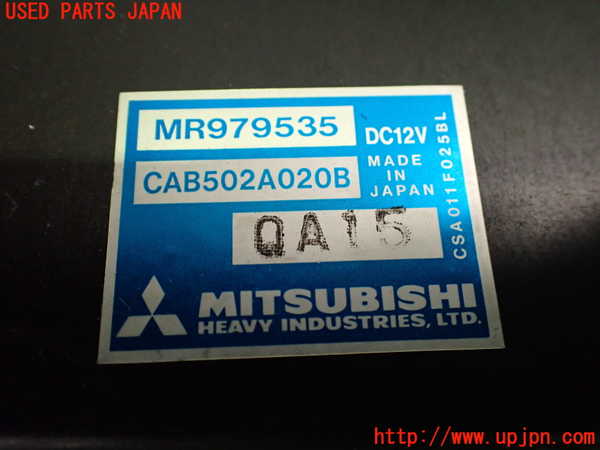 USED PARTS JAPAN
MR979535
DC12V
CAB502A020B
MADE IN JAPAN
QA15
CSA011F025BL
MITSUBISHI
HEAVY INDUSTRIES, LTD.
http://www.upjpn.com/